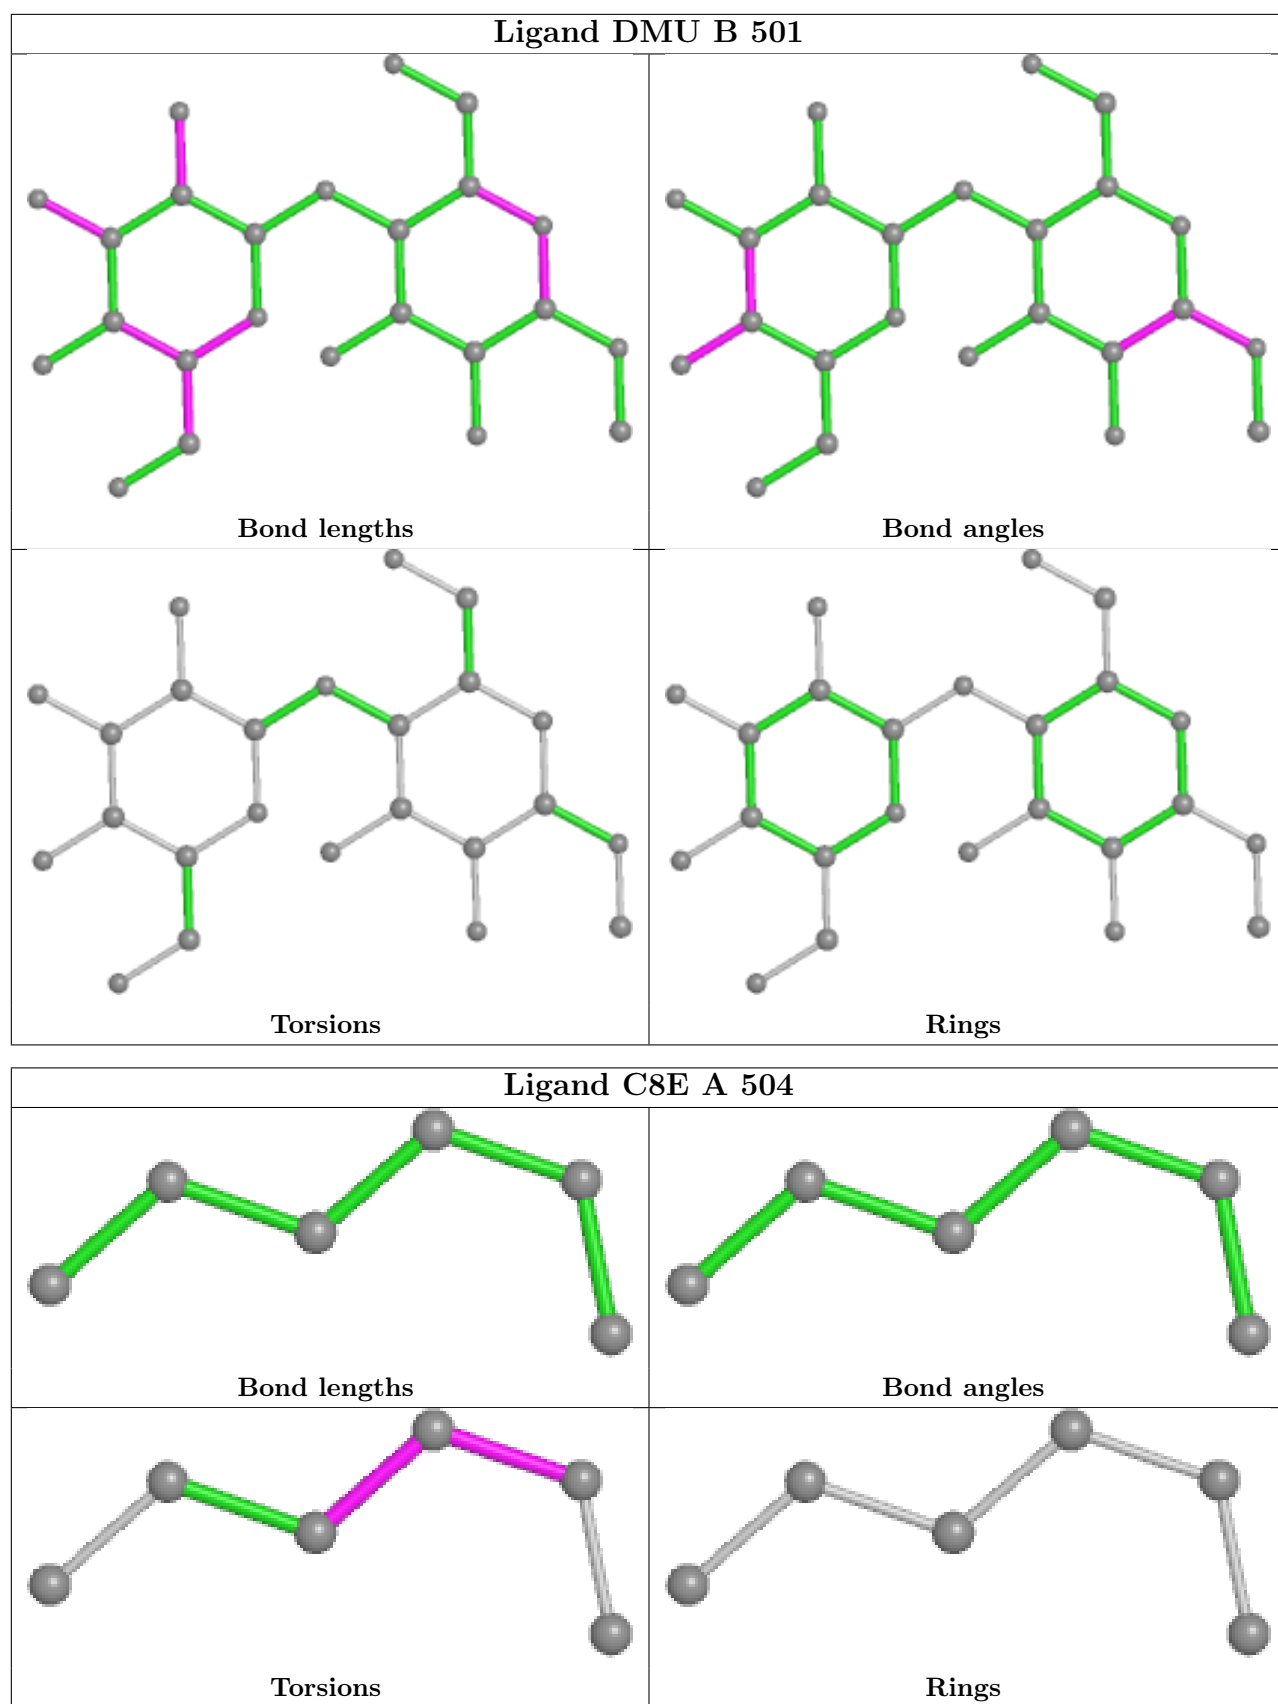 Ligand DMU B 501
Bond lengths
Bond angles
Torsions
Rings
Ligand C8E A 504
Bond lengths
Bond angles
Torsions
Rings